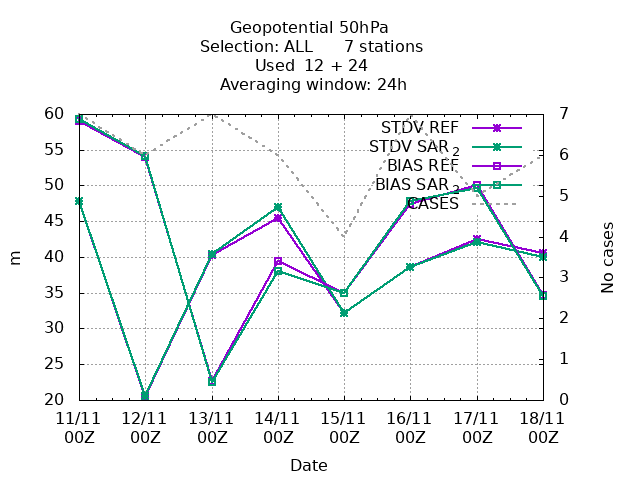 Geopotential 50hPa
Selection: ALL 7 stations
Used 12 + 24
Averaging window: 24h
60 7
STDV REF
STDV SAR 2
BIAS REF
BIAS SAR 2
CASES
55
50
45
40
35
30
25
20
6
5
4
3
2
1
0
m
No cases
11/11 12/11 13/11 14/11 15/11 16/11 17/11 18/11
00Z 00Z 00Z 00Z 00Z 00Z 00Z 00Z
Date